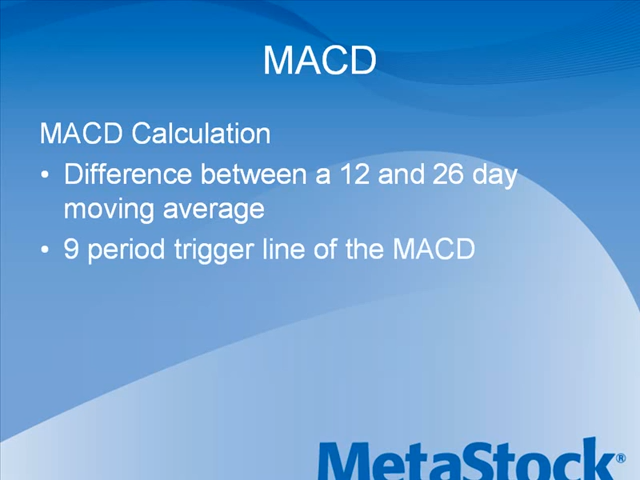 MACD
MACD Calculation
• Difference between a 12 and 26 day
moving average
• 9 period trigger line of the MACD
MetaStock®